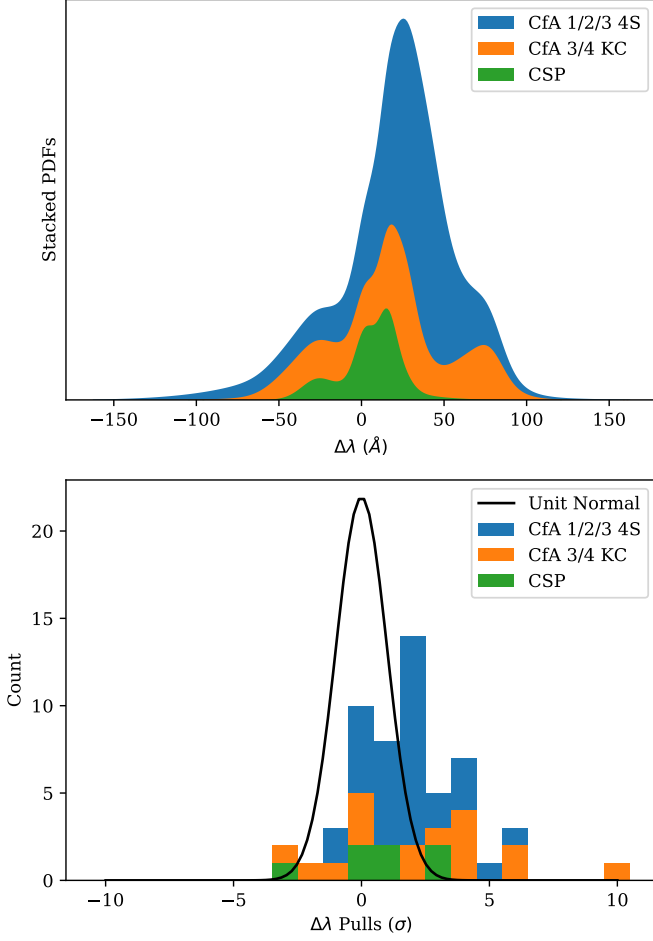 CfA 1/2/3 4S
CfA 3/4 KC
CSP
Stacked PDFs
−150 −100 −50 0 50 100 150
Δλ (Å)
Unit Normal
CfA 1/2/3 4S
CfA 3/4 KC
CSP
Count
20
15
10
5
0
−10 −5 0 5 10
Δλ Pulls (σ)